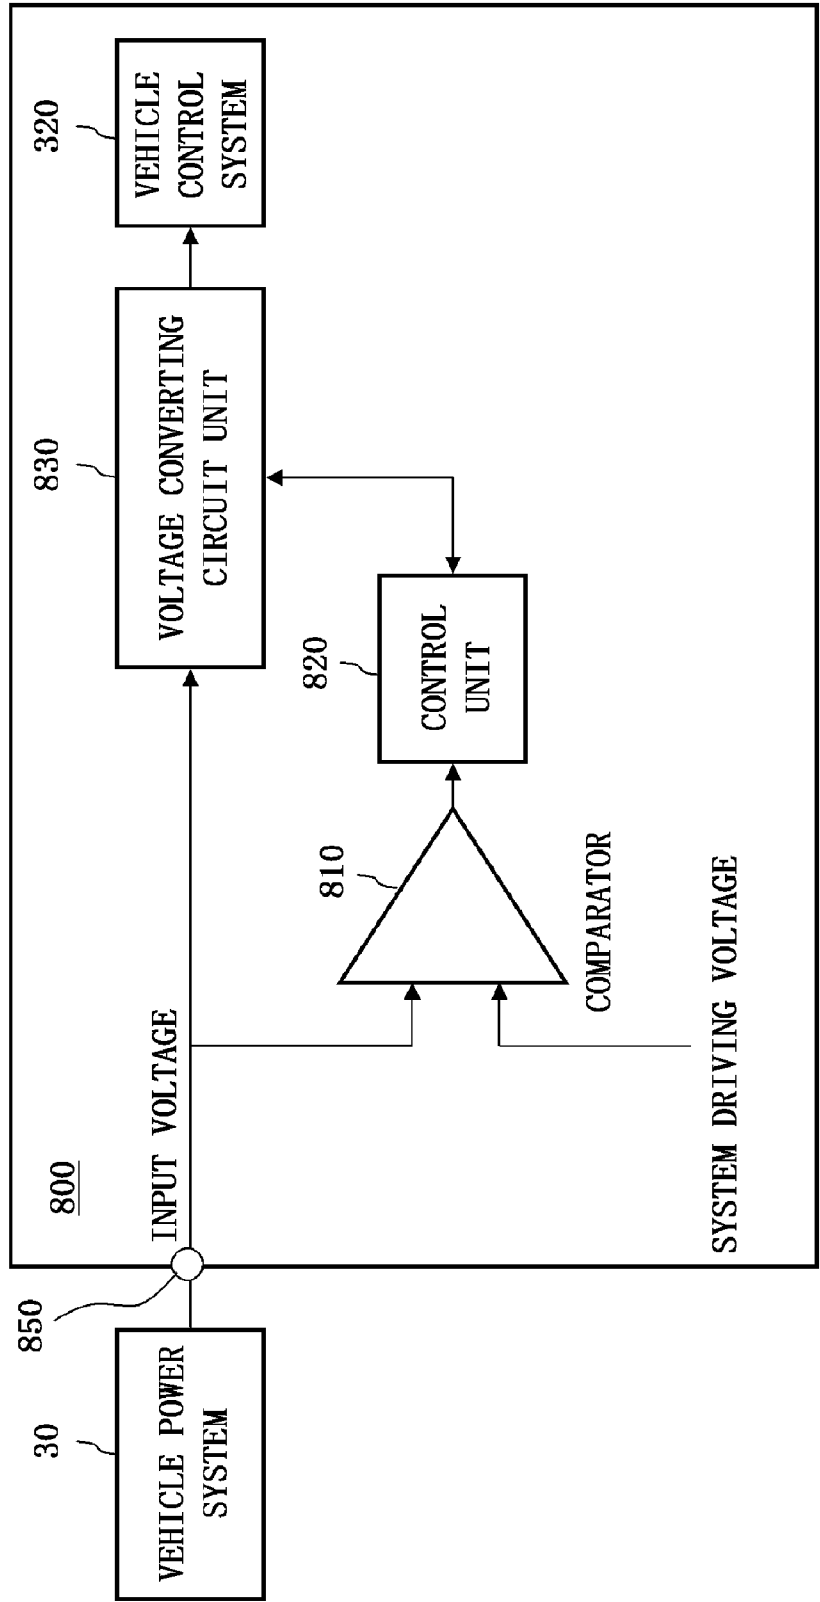 800
30
VEHICLE POWER
SYSTEM
850
INPUT VOLTAGE
830
VOLTAGE CONVERTING
CIRCUIT UNIT
320
VEHICLE
CONTROL
SYSTEM
810
COMPARATOR
820
CONTROL
UNIT
SYSTEM DRIVING VOLTAGE